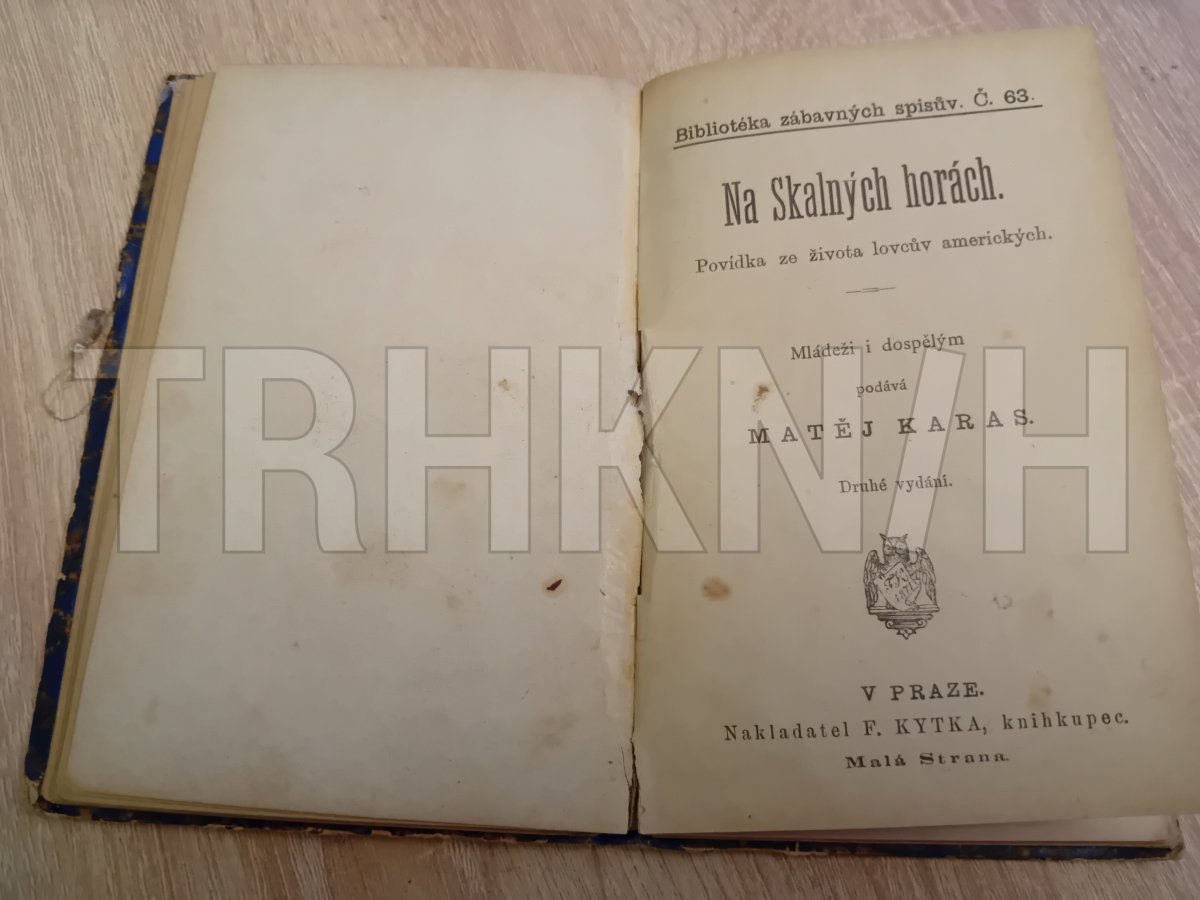 Bibliotéka zábavných spisův. Č. 63.
Na Skalných horách.
Povídka ze života lovcův amerických.
Mládeži i dospělým
podává
MATĚJ KARAS.
Druhé vydání.
V PRAZE.
Nakladatel F. KYTKA, knihkupec.
Malá Strana.
TRHKN/H